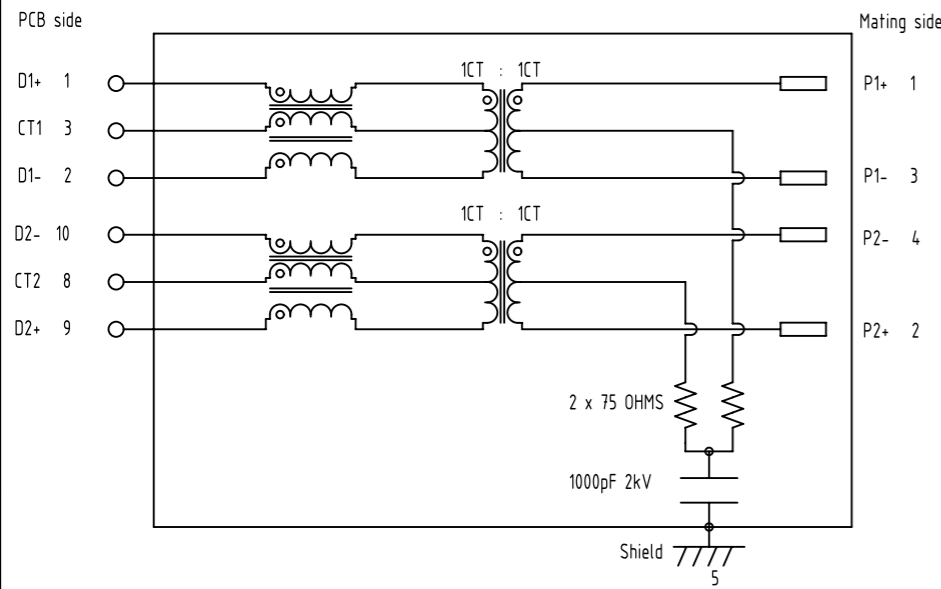 PCB side
Mating side
1CT : 1CT
D1+ 1
P1+ 1
CT1 3
D1- 2
P1- 3
1CT : 1CT
D2- 10
P2- 4
CT2 8
D2+ 9
P2+ 2
2 x 75 OHMS
1000pF 2kV
Shield
5